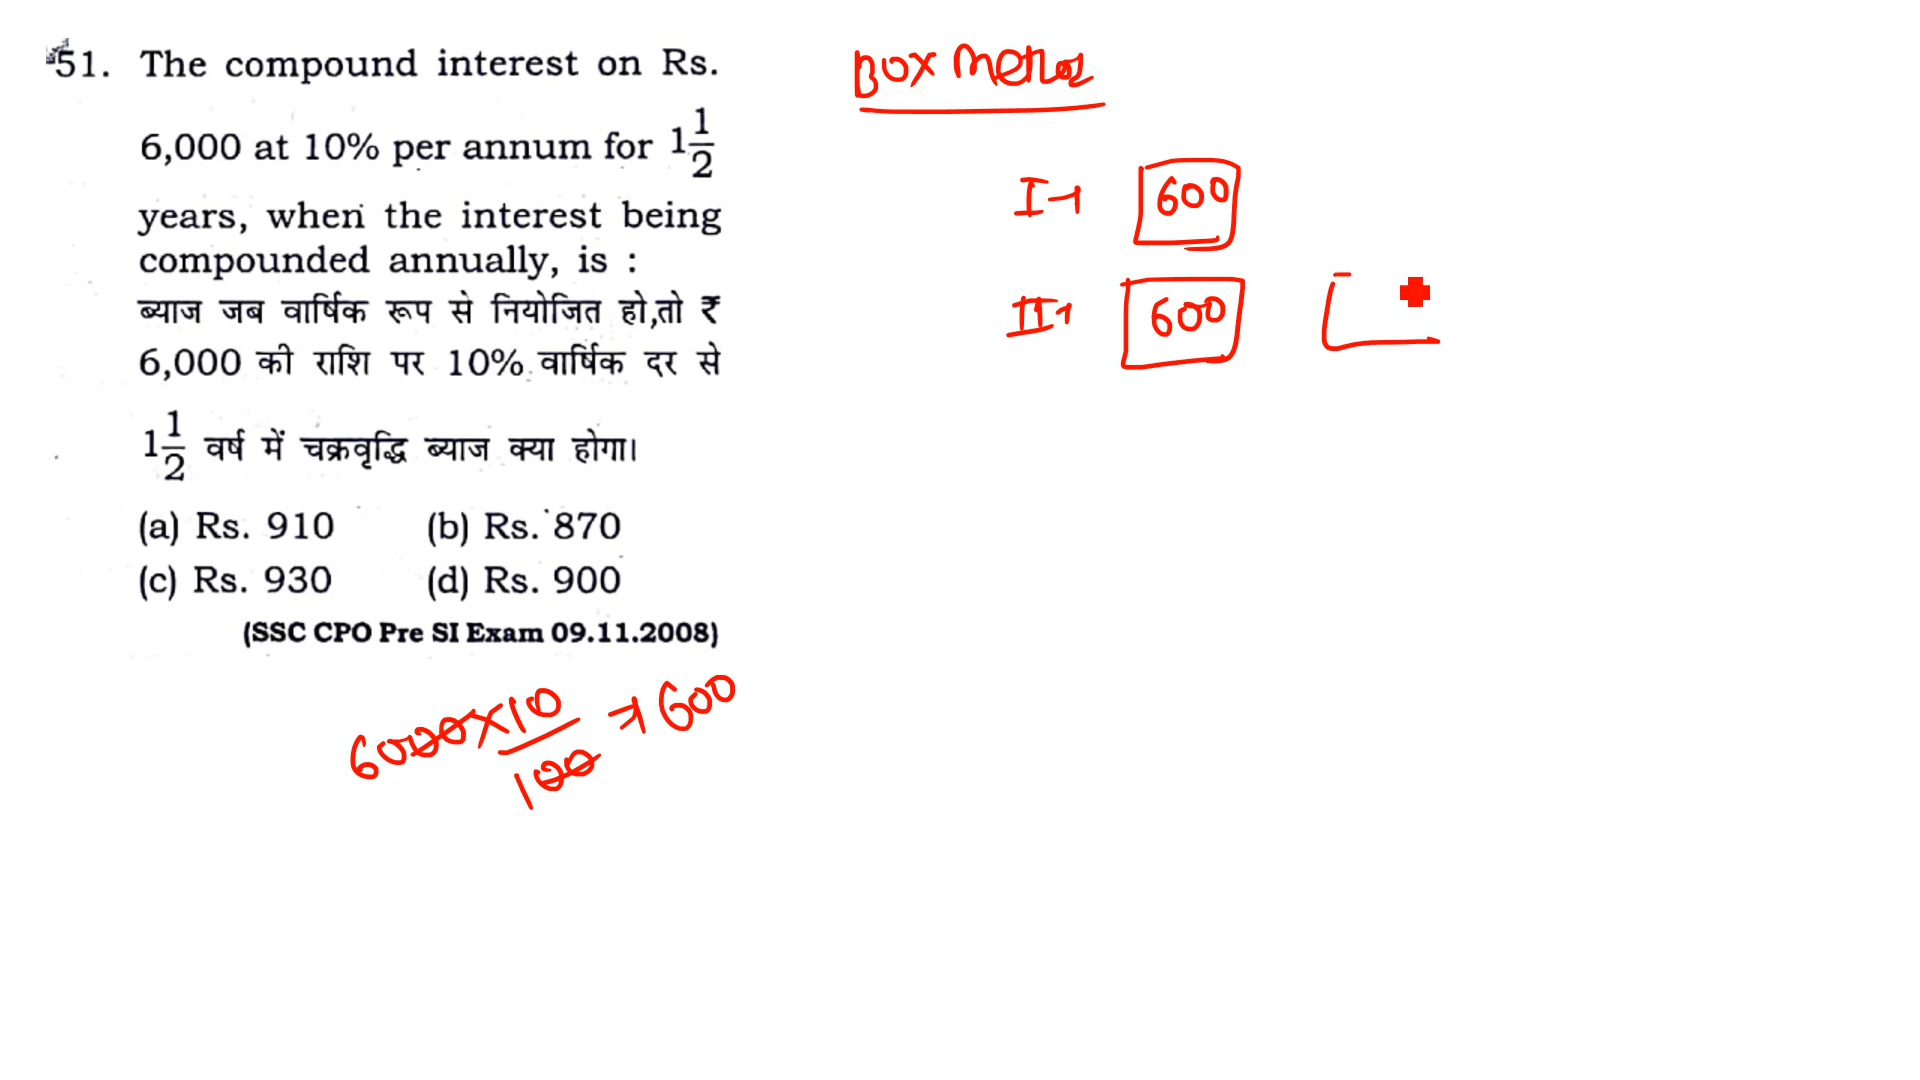 51. The compound interest on Rs.
6,000 at 10% per annum for 1 1/2
years, when the interest being
compounded annually, is :
ब्याज जब वार्षिक रूप से नियोजित हो,तो ₹
6,000 की राशि पर 10% वार्षिक दर से
1 1/2 वर्ष में चक्रवृद्धि ब्याज क्या होगा।
(a) Rs. 910 (b) Rs. 870
(c) Rs. 930 (d) Rs. 900
(SSC CPO Pre SI Exam 09.11.2008)
6000×10/100 → 600
Box
I → 600
II → 600